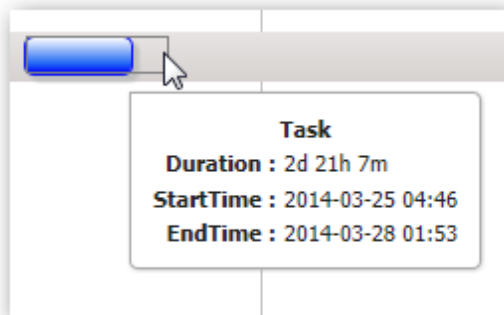 Task
Duration : 2d 21h 7m
StartTime : 2014-03-25 04:46
EndTime : 2014-03-28 01:53